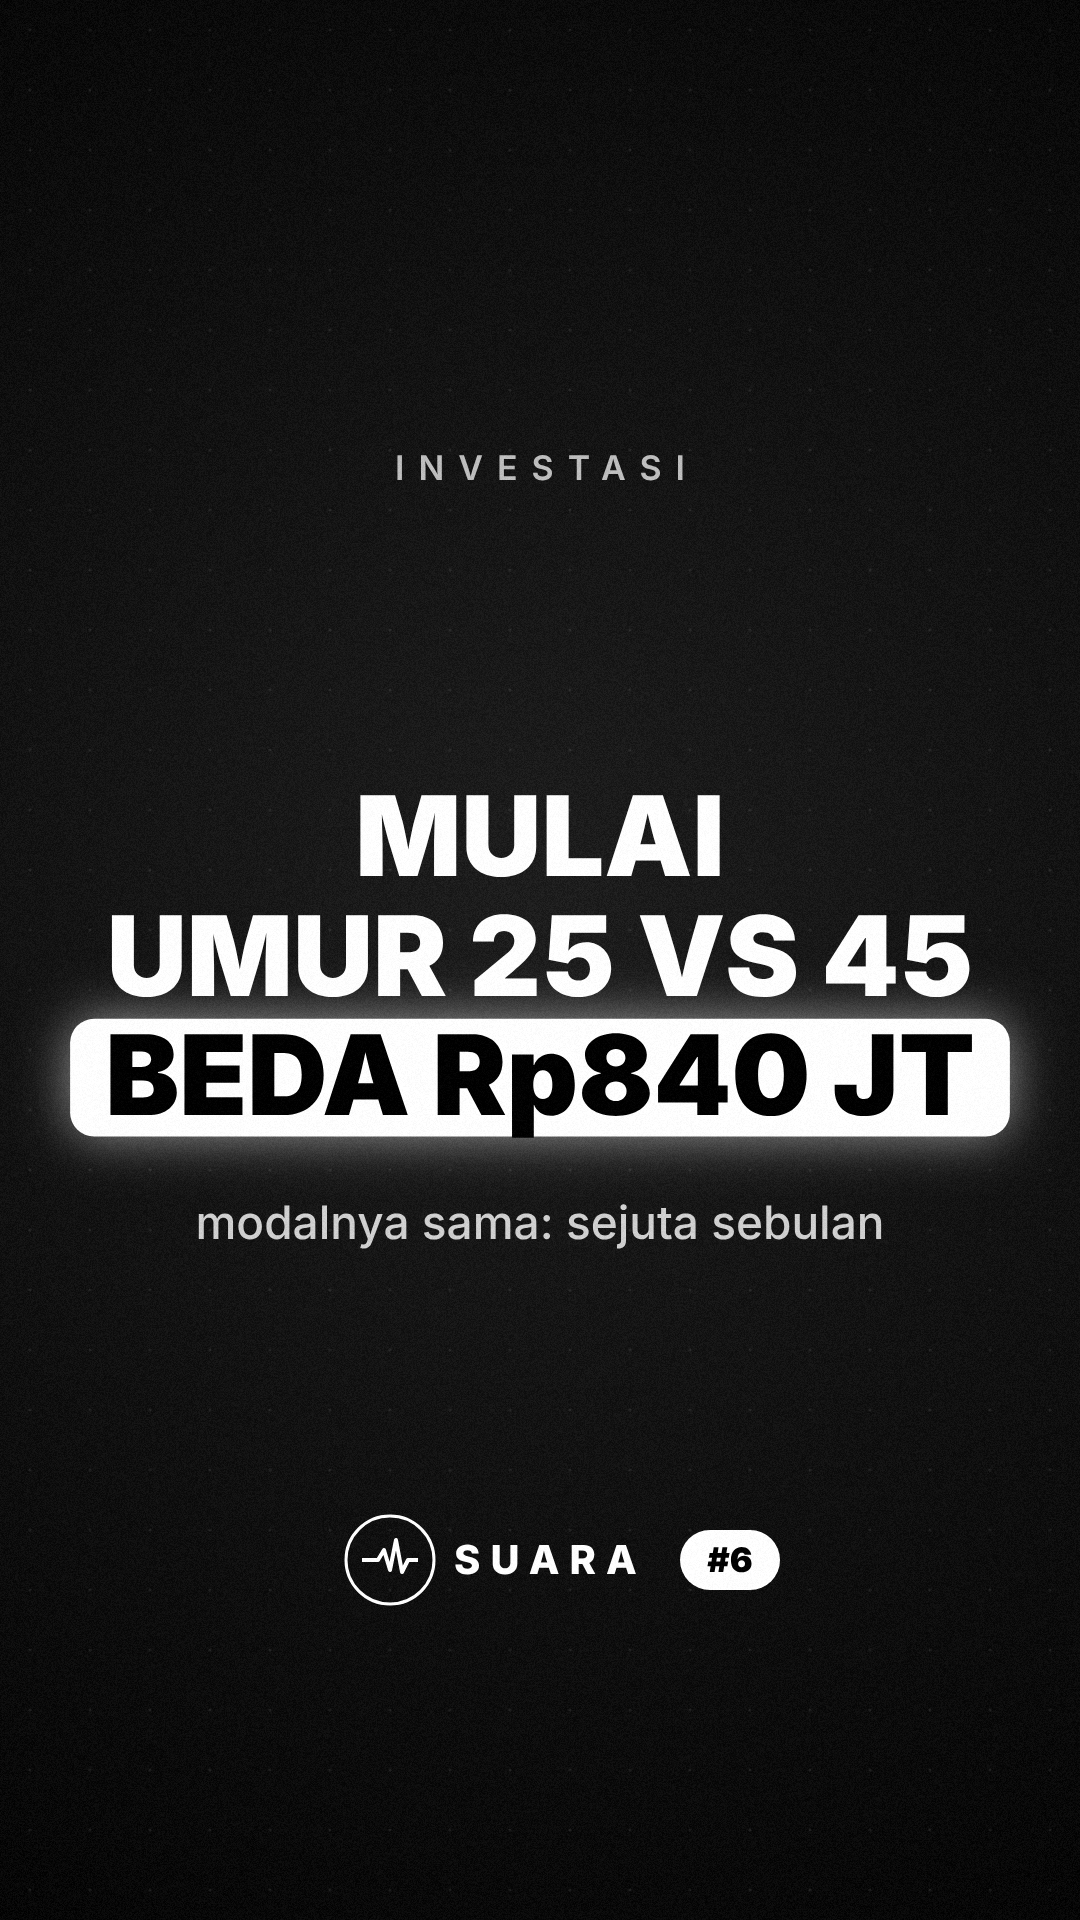 INVESTASI
MULAI
UMUR 25 VS 45
BEDA Rp840 JT
modalnya sama: sejuta sebulan
SUARA #6